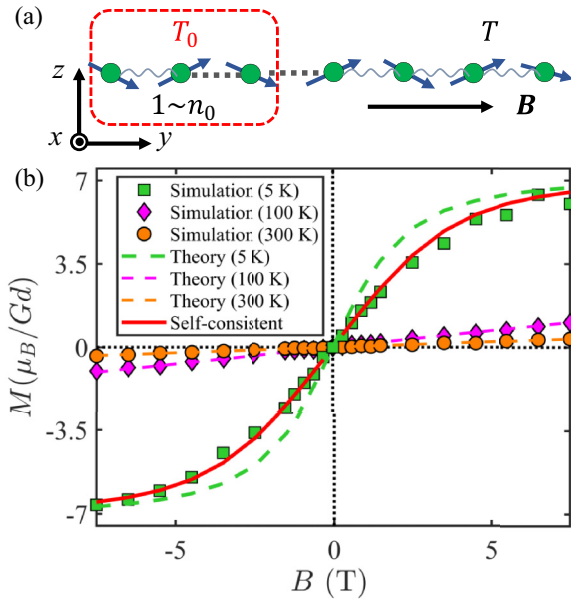 (a)
T₀
T
z
1~n₀
B
x
y
(b)
7
3.5
0
-3.5
-7
M(μ_B/Gd)
Simulation (5 K)
Simulation (100 K)
Simulation (300 K)
Theory (5 K)
Theory (100 K)
Theory (300 K)
Self-consistent
-5
0
5
B (T)